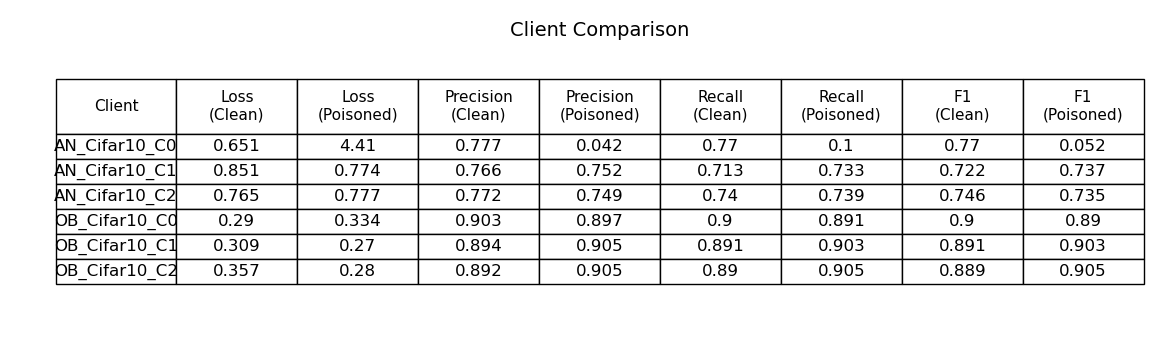 Client Comparison
Client Loss (Clean) Loss (Poisoned) Precision (Clean) Precision (Poisoned) Recall (Clean) Recall (Poisoned) F1 (Clean) F1 (Poisoned)
AN_Cifar10_C0 0.651 4.41 0.777 0.042 0.77 0.1 0.77 0.052
AN_Cifar10_C1 0.851 0.774 0.766 0.752 0.713 0.733 0.722 0.737
AN_Cifar10_C2 0.765 0.777 0.772 0.749 0.74 0.739 0.746 0.735
OB_Cifar10_C0 0.29 0.334 0.903 0.897 0.9 0.891 0.9 0.89
OB_Cifar10_C1 0.309 0.27 0.894 0.905 0.891 0.903 0.891 0.903
OB_Cifar10_C2 0.357 0.28 0.892 0.905 0.89 0.905 0.889 0.905